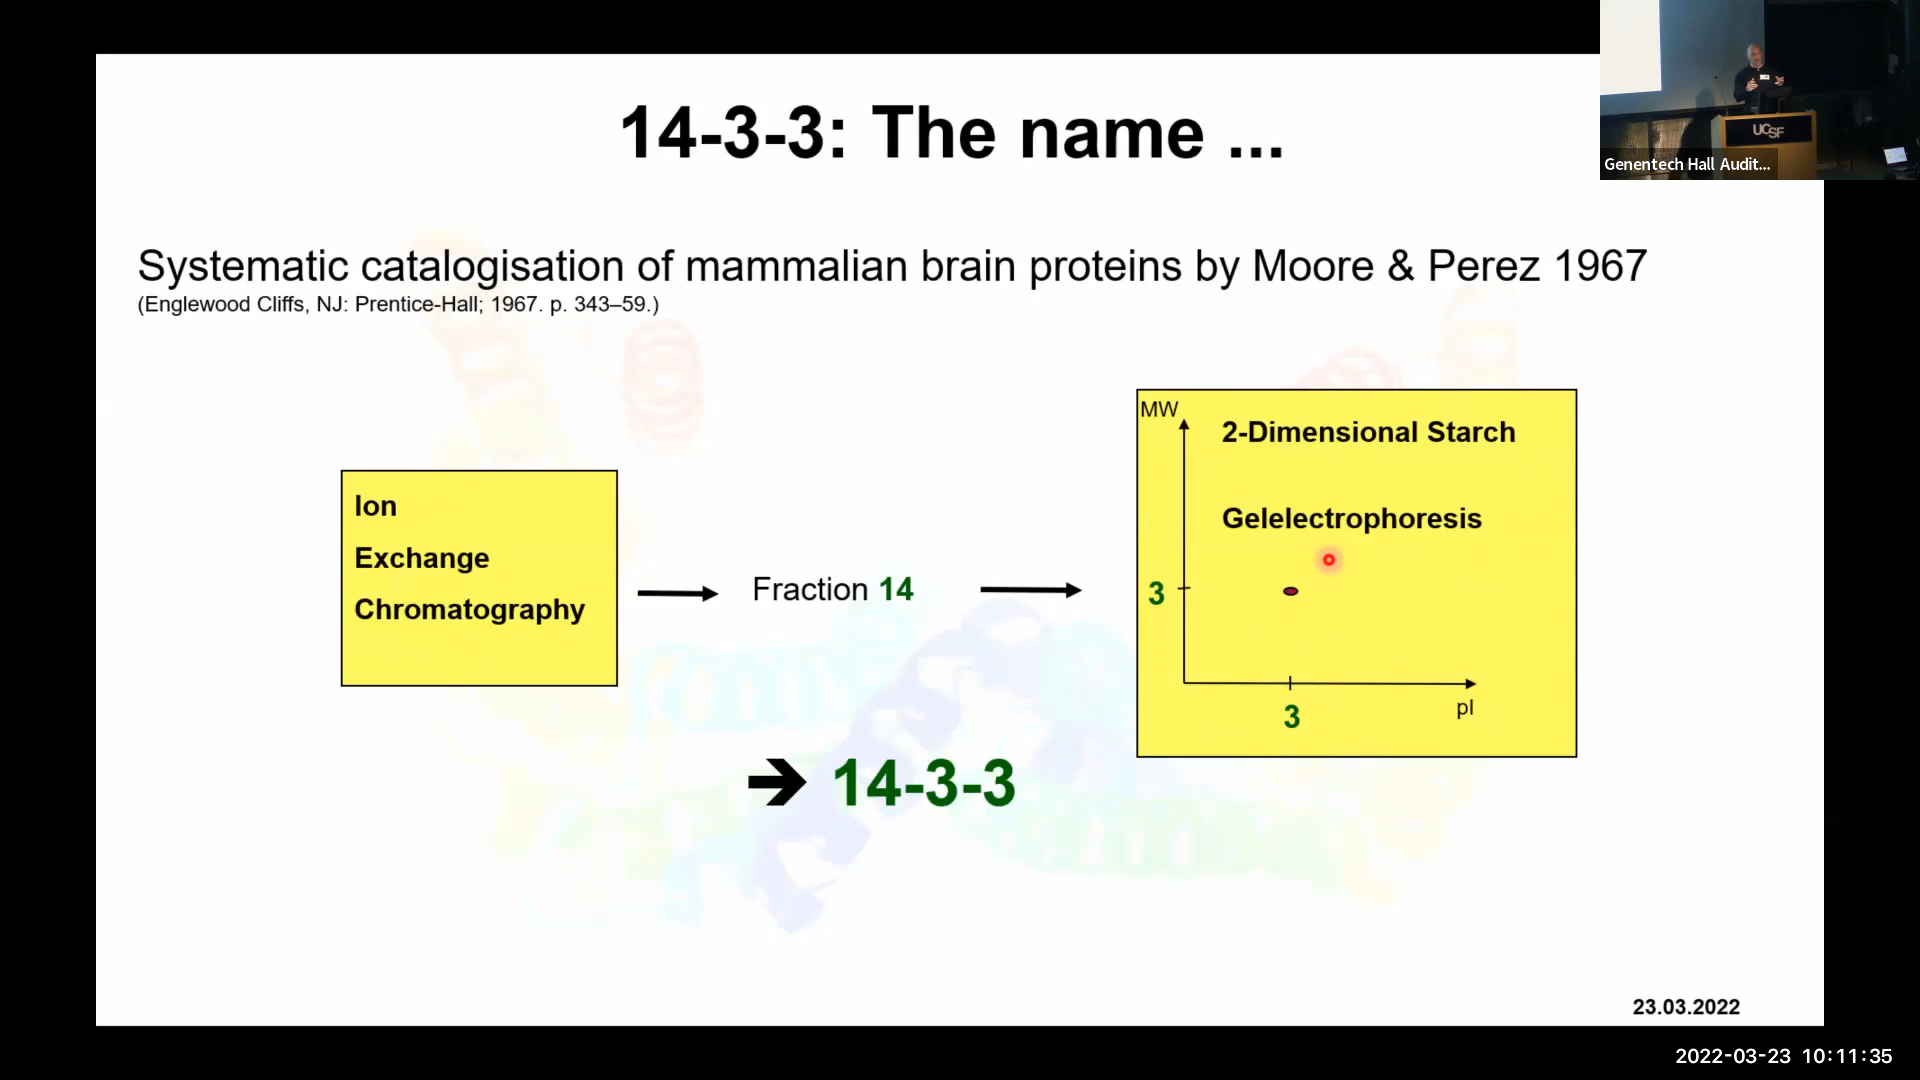 14-3-3: The name ...
UCSF
Genentech Hall Audit...
Systematic catalogisation of mammalian brain proteins by Moore & Perez 1967
(Englewood Cliffs, NJ: Prentice-Hall; 1967. p. 343–59.)
Ion
Exchange
Chromatography
Fraction 14
MW
2-Dimensional Starch
Gelelectrophoresis
3
3
pI
➔ 14-3-3
23.03.2022
2022-03-23 10:11:35